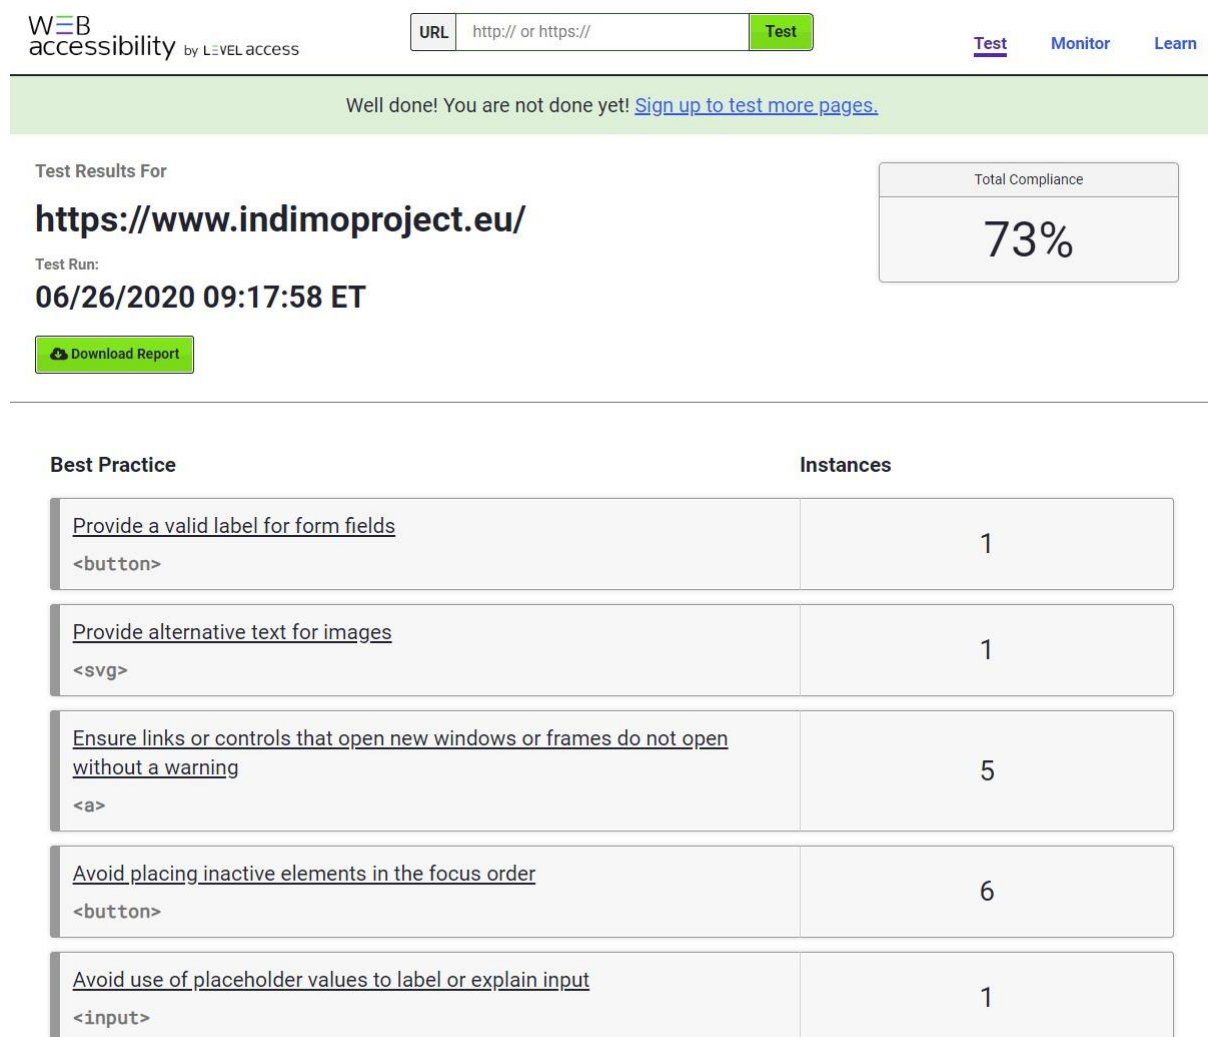 WEB
accessibility by LEVEL access
URL http:// or https:// Test
Test Monitor Learn
Well done! You are not done yet! Sign up to test more pages.
Test Results For
https://www.indimoproject.eu/
Test Run:
06/26/2020 09:17:58 ET
Download Report
Total Compliance
73%
Best Practice Instances
Provide a valid label for form fields
<button>
1
Provide alternative text for images
<svg>
1
Ensure links or controls that open new windows or frames do not open
without a warning
<a>
5
Avoid placing inactive elements in the focus order
<button>
6
Avoid use of placeholder values to label or explain input
<input>
1